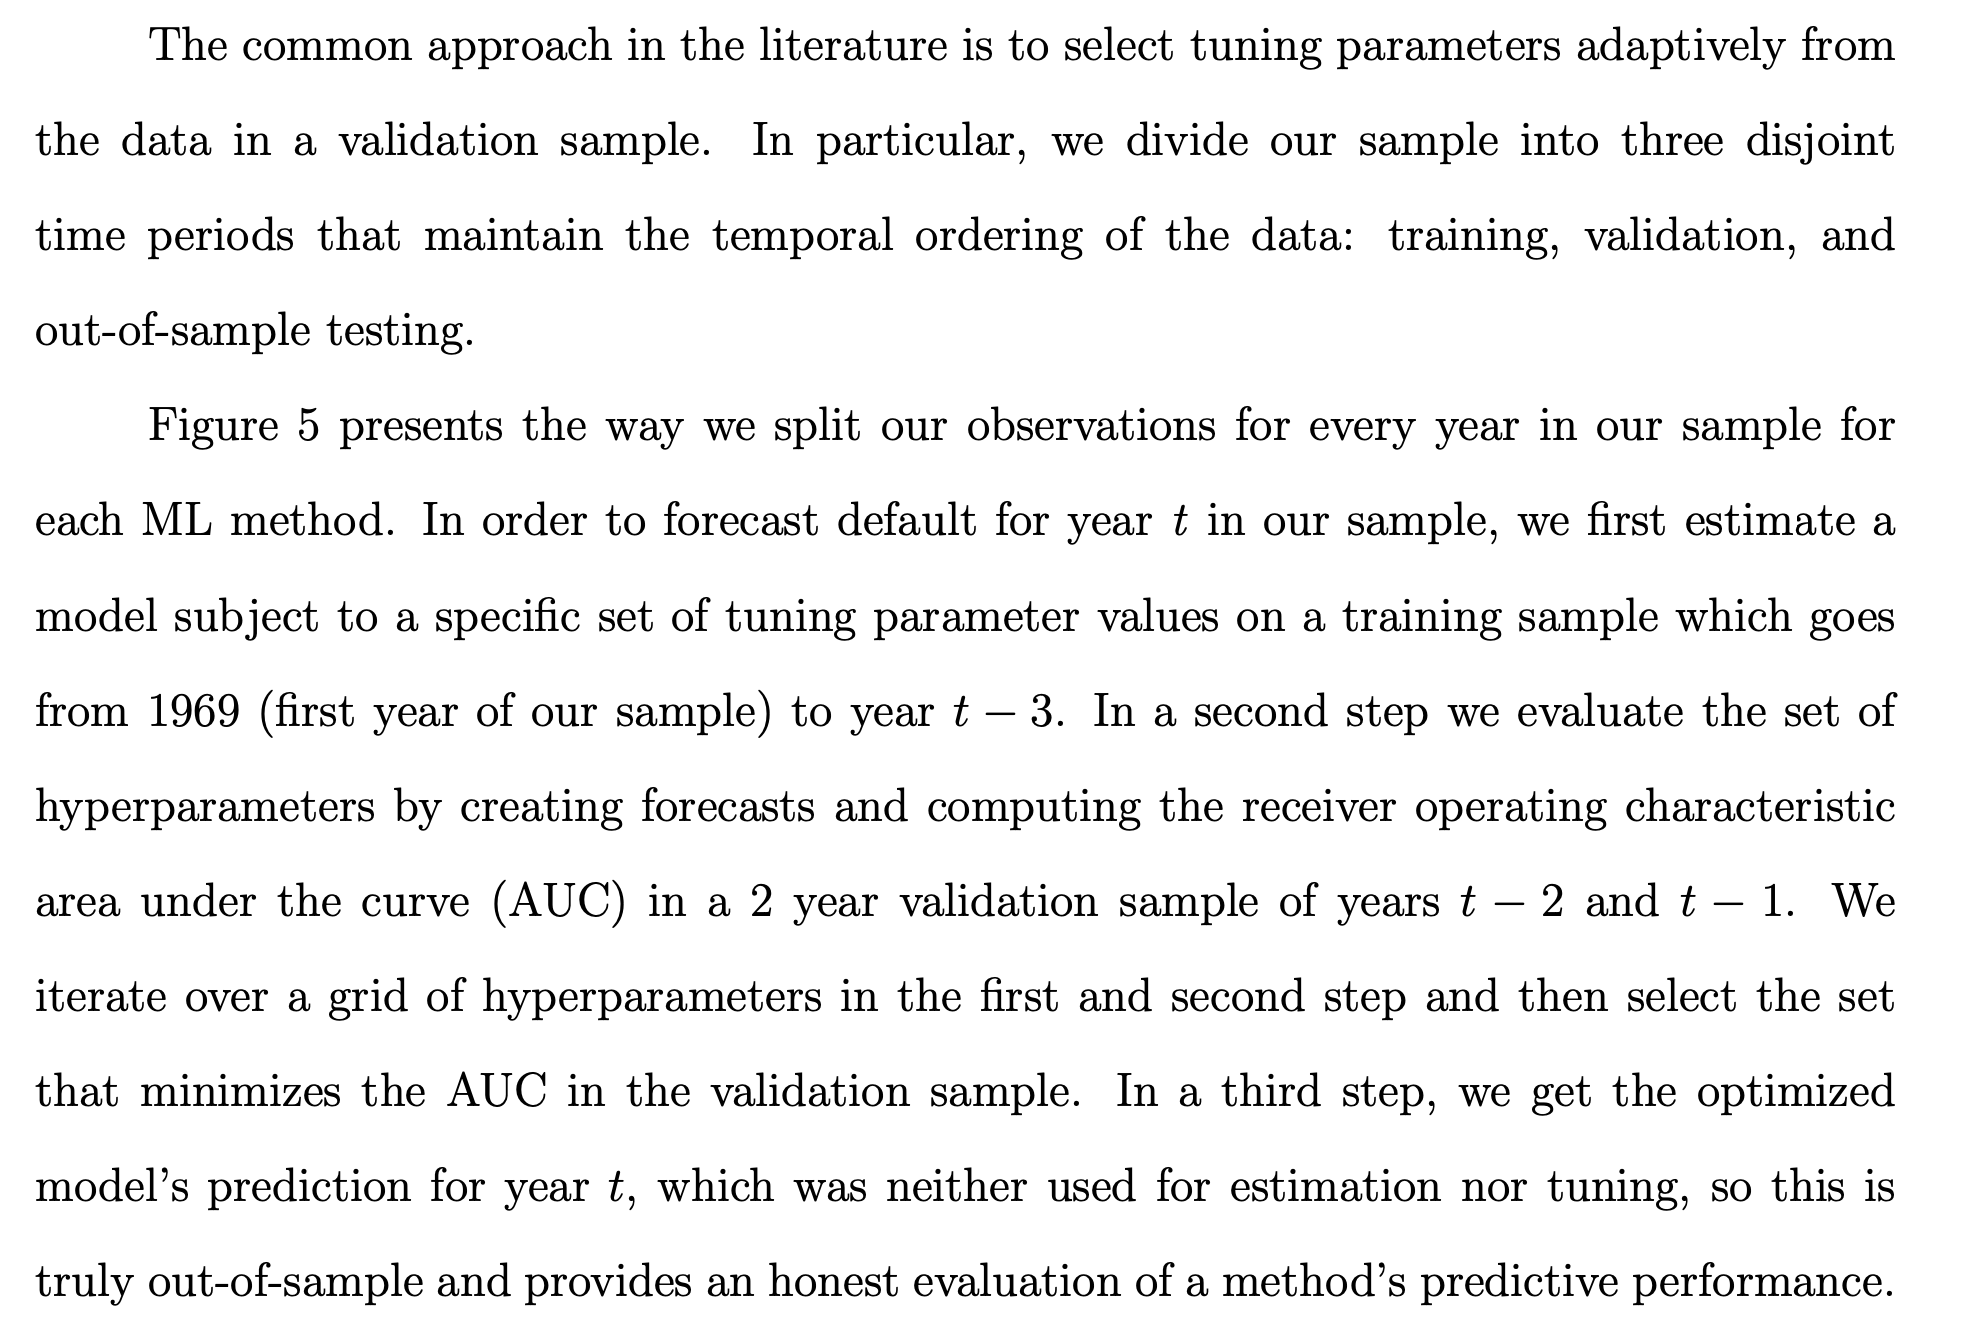 The common approach in the literature is to select tuning parameters adaptively from
the data in a validation sample. In particular, we divide our sample into three disjoint
time periods that maintain the temporal ordering of the data: training, validation, and
out-of-sample testing.
Figure 5 presents the way we split our observations for every year in our sample for
each ML method. In order to forecast default for year t in our sample, we first estimate a
model subject to a specific set of tuning parameter values on a training sample which goes
from 1969 (first year of our sample) to year t − 3. In a second step we evaluate the set of
hyperparameters by creating forecasts and computing the receiver operating characteristic
area under the curve (AUC) in a 2 year validation sample of years t − 2 and t − 1. We
iterate over a grid of hyperparameters in the first and second step and then select the set
that minimizes the AUC in the validation sample. In a third step, we get the optimized
model’s prediction for year t, which was neither used for estimation nor tuning, so this is
truly out-of-sample and provides an honest evaluation of a method’s predictive performance.